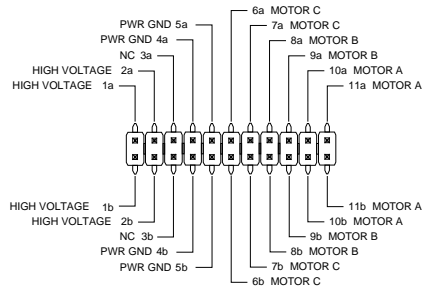 6a MOTOR C
PWR GND 5a 7a MOTOR C
PWR GND 4a 8a MOTOR B
NC 3a 9a MOTOR B
HIGH VOLTAGE 2a 10a MOTOR A
HIGH VOLTAGE 1a 11a MOTOR A
HIGH VOLTAGE 1b 11b MOTOR A
HIGH VOLTAGE 2b 10b MOTOR A
NC 3b 9b MOTOR B
PWR GND 4b 8b MOTOR B
PWR GND 5b 7b MOTOR C
6b MOTOR C